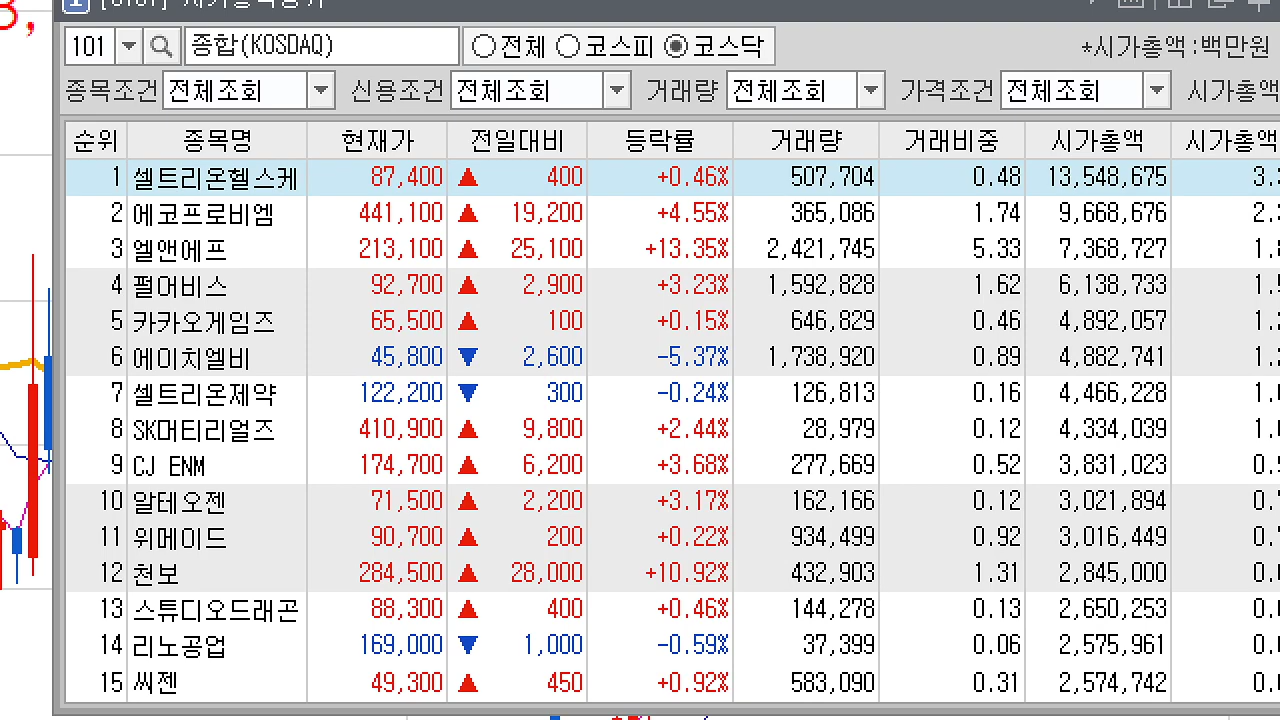 101 종합(KOSDAQ) 전체 코스피 코스닥 *시가총액:백만원
종목조건 전체조회 신용조건 전체조회 거래량 전체조회 가격조건 전체조회 시가총액
순위 종목명 현재가 전일대비 등락률 거래량 거래비중 시가총액 시가총액
1 셀트리온헬스케 87,400 ▲ 400 +0.46% 507,704 0.48 13,548,675
2 에코프로비엠 441,100 ▲ 19,200 +4.55% 365,086 1.74 9,668,676
3 엘앤에프 213,100 ▲ 25,100 +13.35% 2,421,745 5.33 7,368,727
4 펄어비스 92,700 ▲ 2,900 +3.23% 1,592,828 1.62 6,138,733
5 카카오게임즈 65,500 ▲ 100 +0.15% 646,829 0.46 4,892,057
6 에이치엘비 45,800 ▼ 2,600 -5.37% 1,738,920 0.89 4,882,741
7 셀트리온제약 122,200 ▼ 300 -0.24% 126,813 0.16 4,466,228
8 SK머티리얼즈 410,900 ▲ 9,800 +2.44% 28,979 0.12 4,334,039
9 CJ ENM 174,700 ▲ 6,200 +3.68% 277,669 0.52 3,831,023
10 알테오젠 71,500 ▲ 2,200 +3.17% 162,166 0.12 3,021,894
11 위메이드 90,700 ▲ 200 +0.22% 934,499 0.92 3,016,449
12 천보 284,500 ▲ 28,000 +10.92% 432,903 1.31 2,845,000
13 스튜디오드래곤 88,300 ▲ 400 +0.46% 144,278 0.13 2,650,253
14 리노공업 169,000 ▼ 1,000 -0.59% 37,399 0.06 2,575,961
15 씨젠 49,300 ▲ 450 +0.92% 583,090 0.31 2,574,742